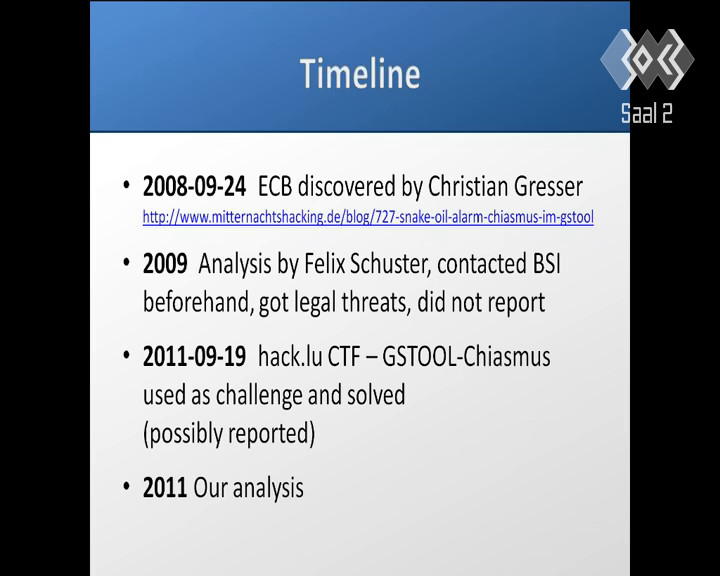 Timeline
Saal 2
• 2008-09-24 ECB discovered by Christian Gresser
http://www.mitternachtshacking.de/blog/727-snake-oil-alarm-chiasmus-im-gstool
• 2009 Analysis by Felix Schuster, contacted BSI
beforehand, got legal threats, did not report
• 2011-09-19 hack.lu CTF – GSTOOL-Chiasmus
used as challenge and solved
(possibly reported)
• 2011 Our analysis